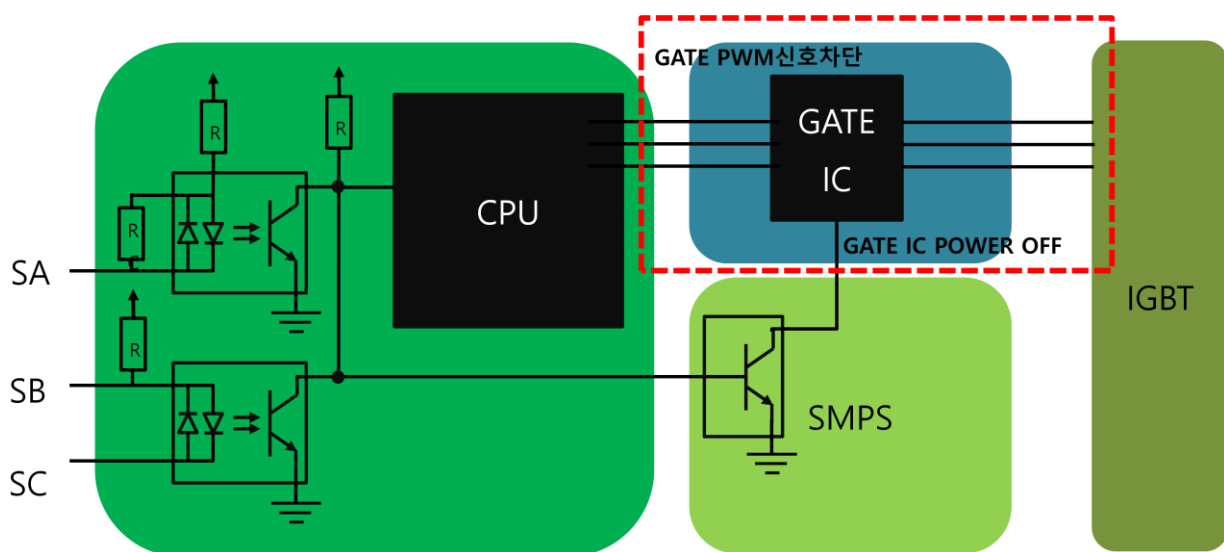 GATE PWM신호차단
R
R
GATE
IC
CPU
R
GATE IC POWER OFF
SA
IGBT
R
SB
SMPS
SC